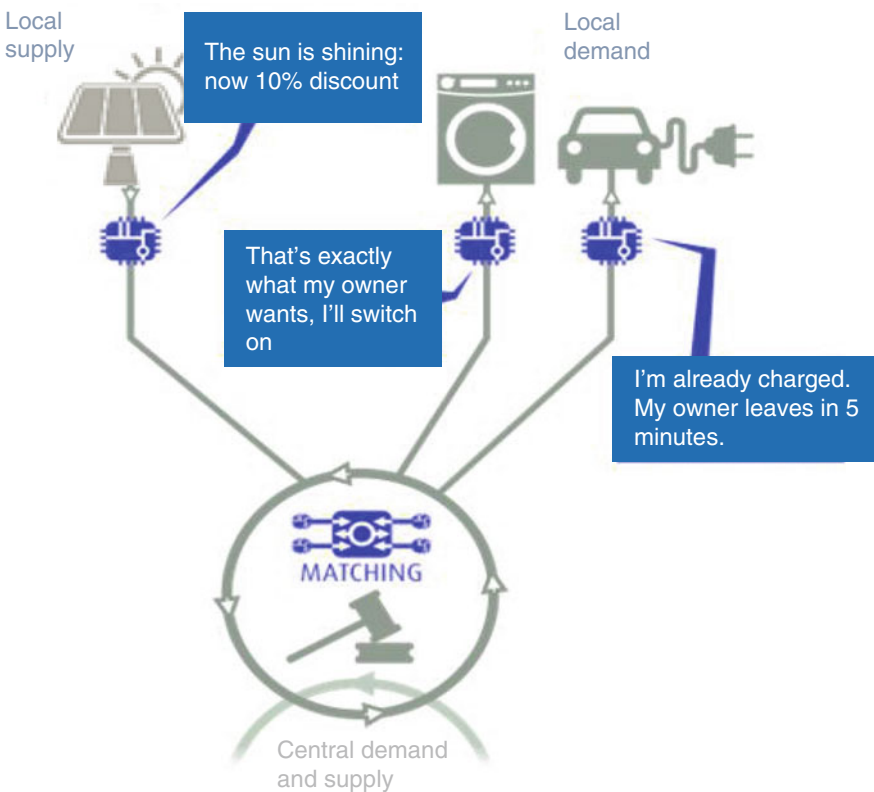 Local
supply
The sun is shining:
now 10% discount
Local
demand
That’s exactly
what my owner
wants, I’ll switch
on
I’m already charged.
My owner leaves in 5
minutes.
MATCHING
Central demand
and supply